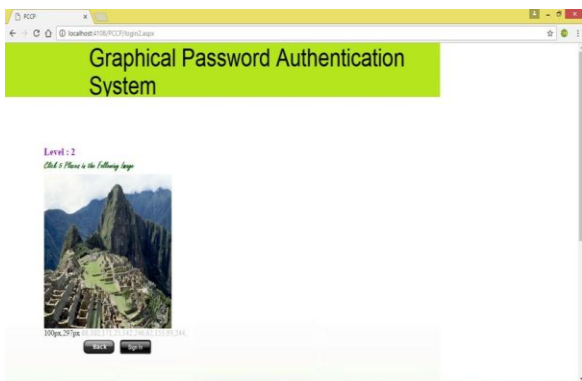 PCCP
localhost:4108/PCCP/login2.aspx
Graphical Password Authentication
System
Level : 2
Click 5 Places in the Following Image
100px,297px
Back
Sign In